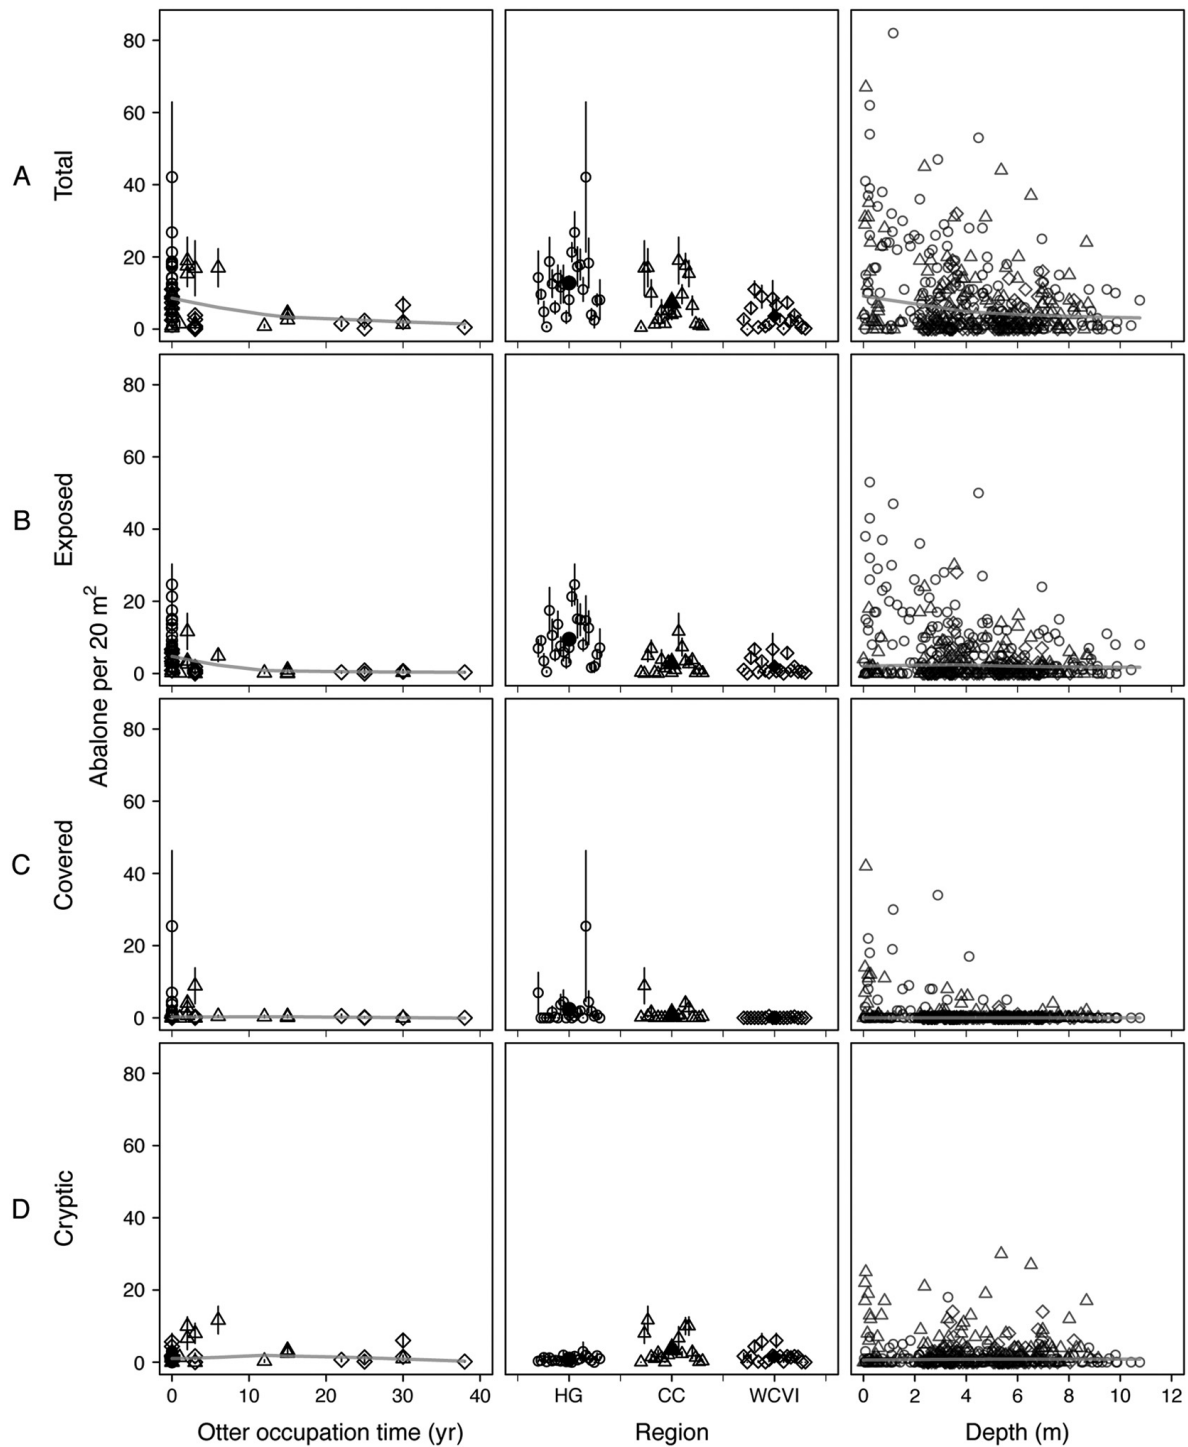 A
Total
80
60
40
20
0
B
Exposed
80
60
40
20
0
Abalone per 20 m²
C
Covered
80
60
40
20
0
D
Cryptic
80
60
40
20
0
0 10 20 30 40
HG CC WCVI
0 2 4 6 8 10 12
Otter occupation time (yr)
Region
Depth (m)